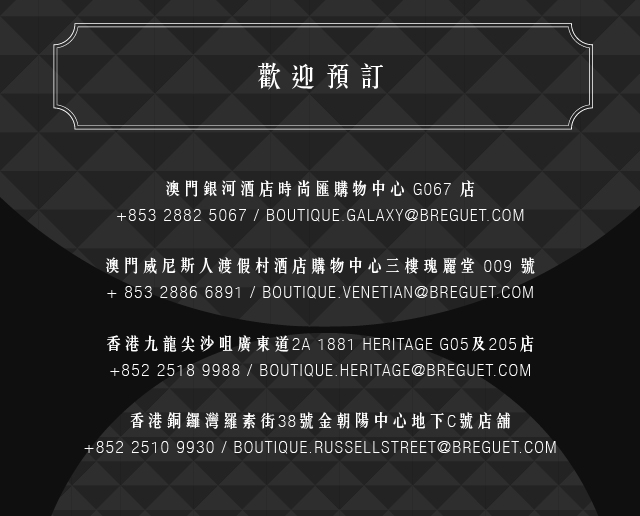 歡迎預訂
澳門銀河酒店時尚匯購物中心 G067 店
+853 2882 5067 / BOUTIQUE.GALAXY@BREGUET.COM
澳門威尼斯人渡假村酒店購物中心三樓瑰麗堂 009 號
+ 853 2886 6891 / BOUTIQUE.VENETIAN@BREGUET.COM
香港九龍尖沙咀廣東道2A 1881 HERITAGE G05及205店
+852 2518 9988 / BOUTIQUE.HERITAGE@BREGUET.COM
香港銅鑼灣羅素街38號金朝陽中心地下C號店舖
+852 2510 9930 / BOUTIQUE.RUSSELLSTREET@BREGUET.COM